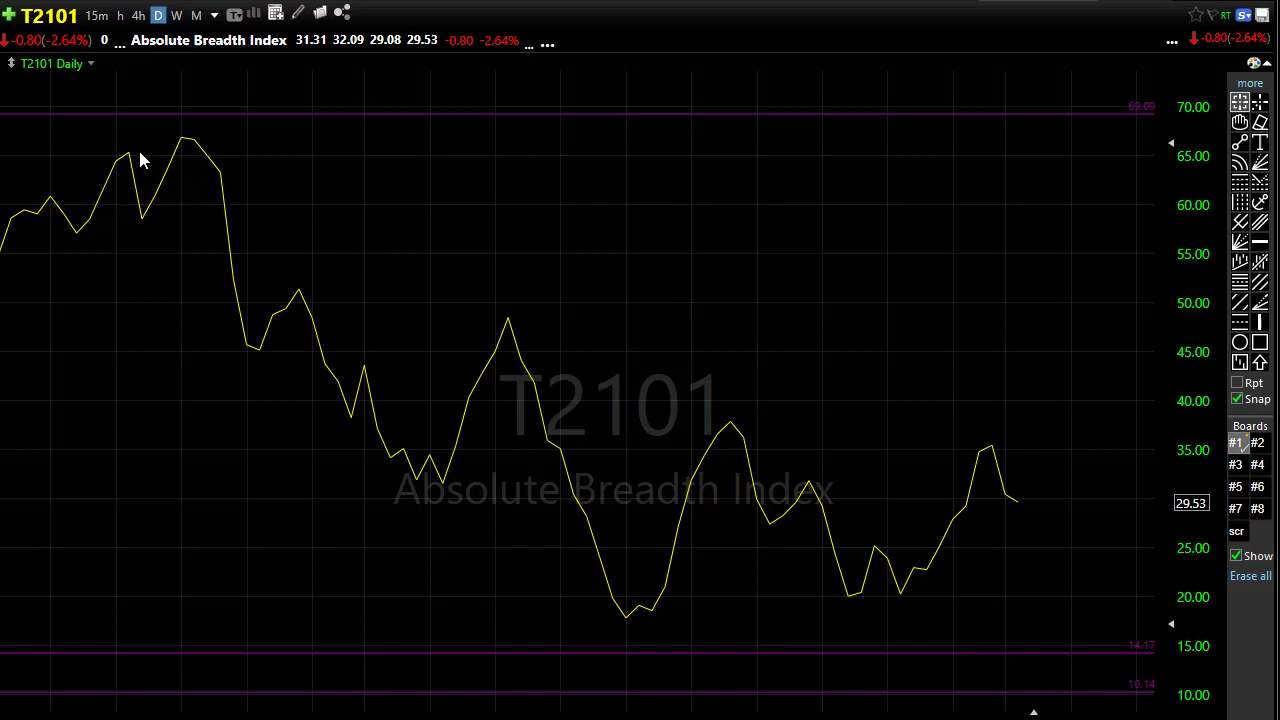 T2101 15m h 4h D W M T RT S
-0.80(-2.64%) 0 ... Absolute Breadth Index 31.31 32.09 29.08 29.53 -0.80 -2.64% ... ... ... -0.80(-2.64%)
T2101 Daily
more
69.09 70.00
65.00
T
60.00
55.00
50.00
45.00
40.00
T2101
Rpt
Snap
35.00
Boards
#1 #2
#3 #4
Absolute Breadth Index
#5 #6
29.53
#7 #8
scr
25.00
Show
Erase all
20.00
14.17 15.00
10.14 10.00